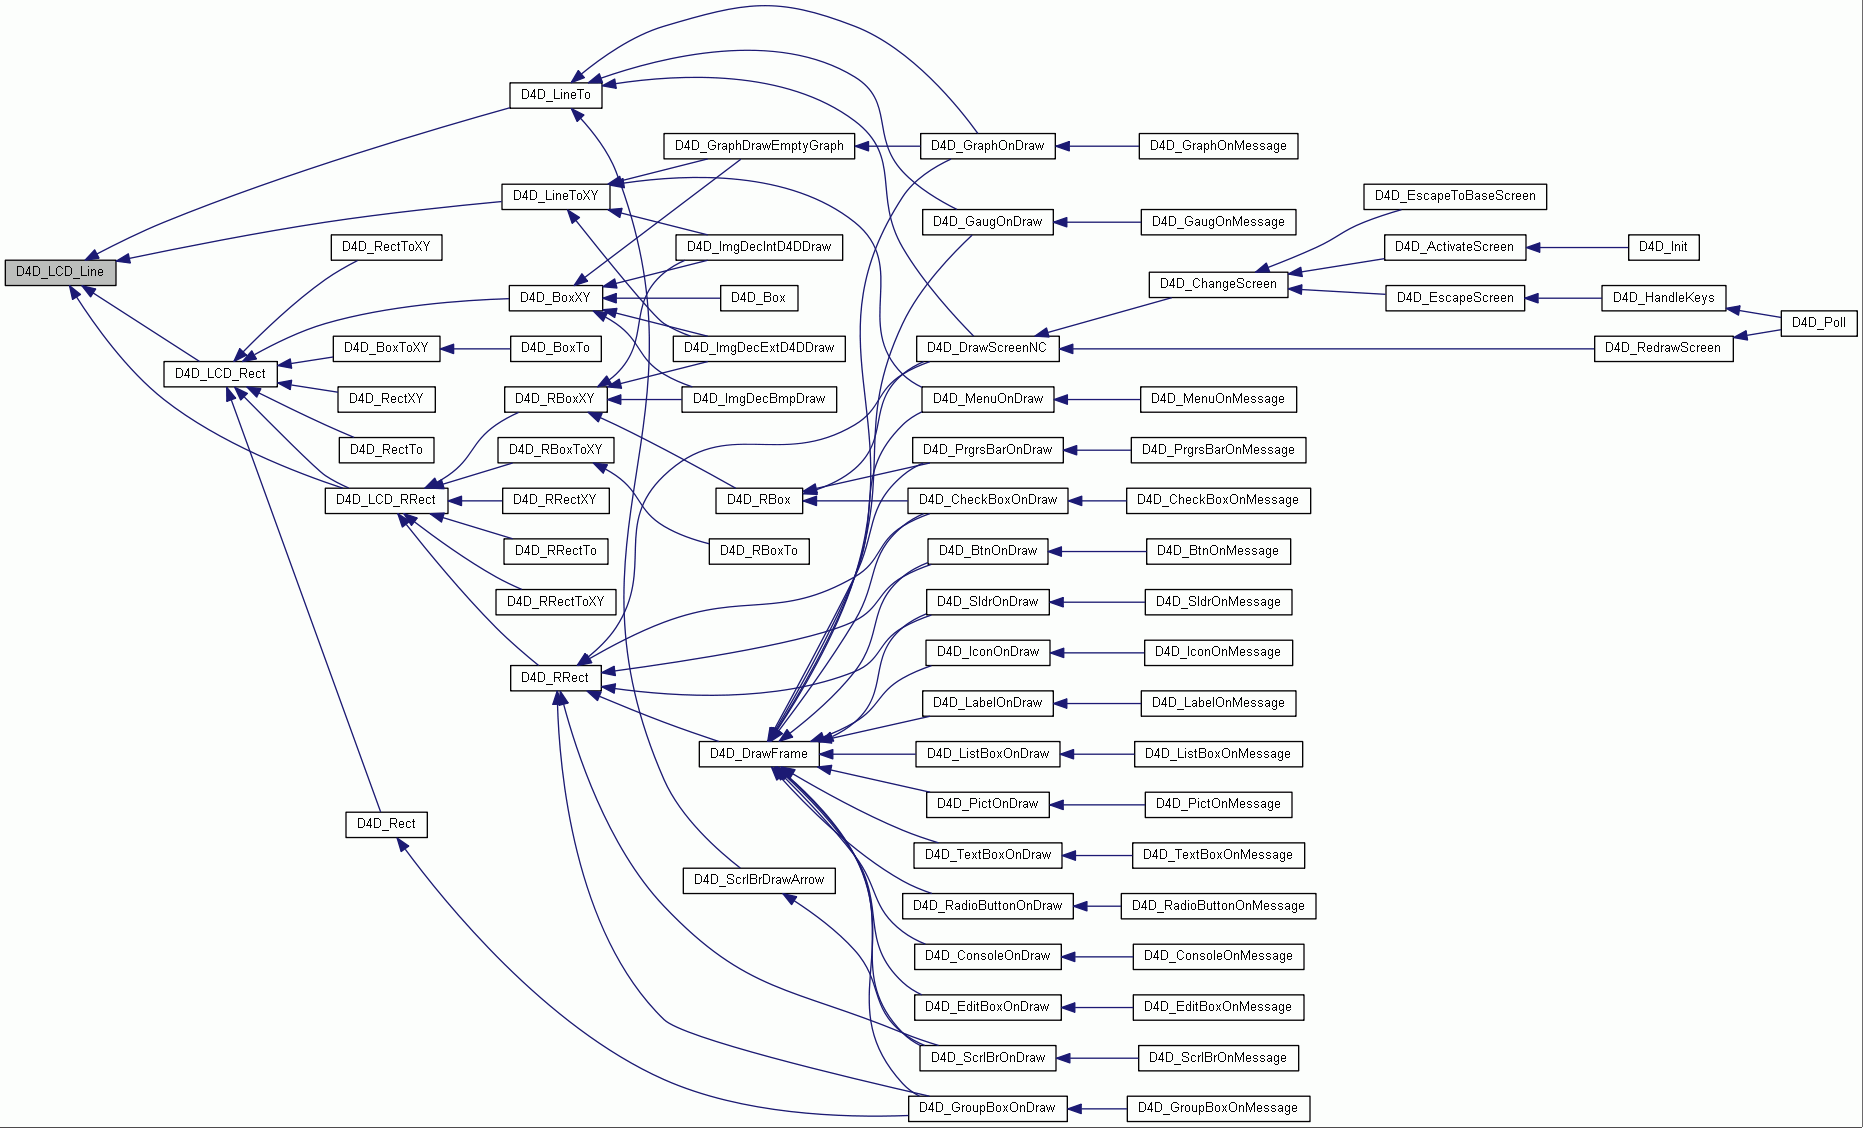 D4D_LineTo
D4D_GraphDrawEmptyGraph
D4D_GraphOnDraw
D4D_GraphOnMessage
D4D_LineToXY
D4D_EscapeToBaseScreen
D4D_GaugOnDraw
D4D_GaugOnMessage
D4D_RectToXY
D4D_ImgDecIntD4DDraw
D4D_ActivateScreen
D4D_Init
D4D_LCD_Line
D4D_ChangeScreen
D4D_BoxXY
D4D_Box
D4D_EscapeScreen
D4D_HandleKeys
D4D_Poll
D4D_BoxToXY
D4D_BoxTo
D4D_ImgDecExtD4DDraw
D4D_DrawScreenNC
D4D_RedrawScreen
D4D_LCD_Rect
D4D_RectXY
D4D_RBoxXY
D4D_ImgDecBmpDraw
D4D_MenuOnDraw
D4D_MenuOnMessage
D4D_RectTo
D4D_RBoxToXY
D4D_PrgrsBarOnDraw
D4D_PrgrsBarOnMessage
D4D_LCD_RRect
D4D_RRectXY
D4D_RBox
D4D_CheckBoxOnDraw
D4D_CheckBoxOnMessage
D4D_RRectTo
D4D_RBoxTo
D4D_BtnOnDraw
D4D_BtnOnMessage
D4D_RRectToXY
D4D_SldrOnDraw
D4D_SldrOnMessage
D4D_IconOnDraw
D4D_IconOnMessage
D4D_RRect
D4D_LabelOnDraw
D4D_LabelOnMessage
D4D_DrawFrame
D4D_ListBoxOnDraw
D4D_ListBoxOnMessage
D4D_PictOnDraw
D4D_PictOnMessage
D4D_Rect
D4D_TextBoxOnDraw
D4D_TextBoxOnMessage
D4D_ScrlBrDrawArrow
D4D_RadioButtonOnDraw
D4D_RadioButtonOnMessage
D4D_ConsoleOnDraw
D4D_ConsoleOnMessage
D4D_EditBoxOnDraw
D4D_EditBoxOnMessage
D4D_ScrlBrOnDraw
D4D_ScrlBrOnMessage
D4D_GroupBoxOnDraw
D4D_GroupBoxOnMessage